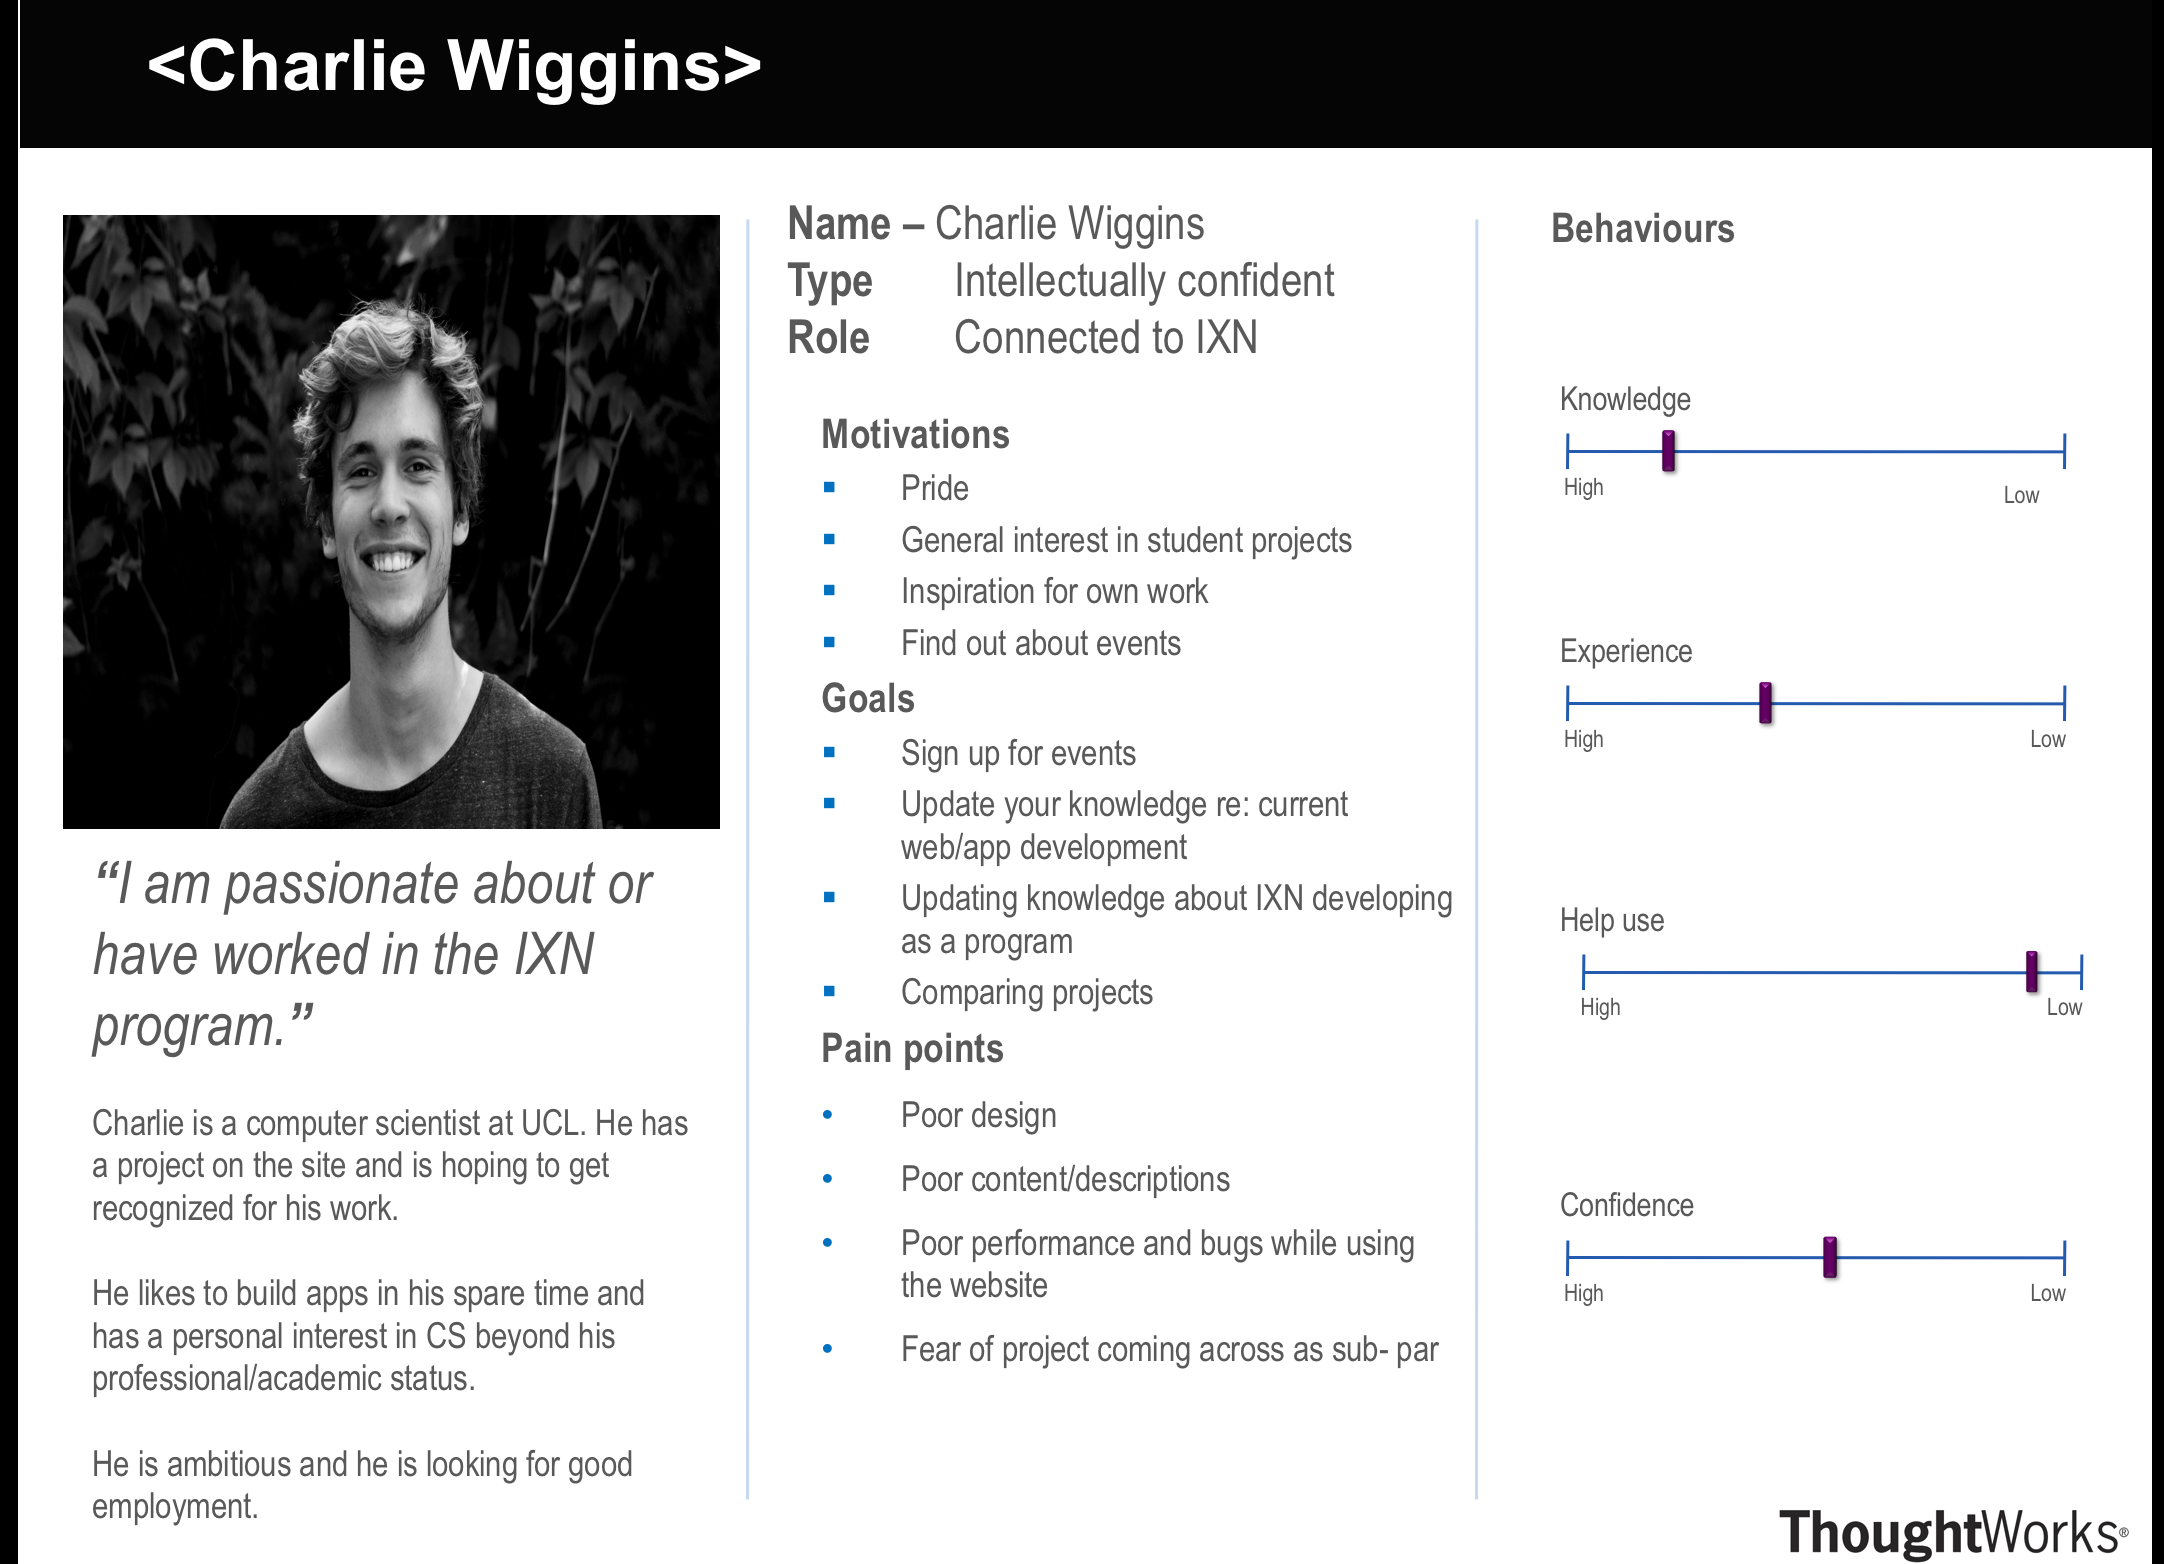 <Charlie Wiggins>
“I am passionate about or
have worked in the IXN
program.”
Charlie is a computer scientist at UCL. He has
a project on the site and is hoping to get
recognized for his work.
He likes to build apps in his spare time and
has a personal interest in CS beyond his
professional/academic status.
He is ambitious and he is looking for good
employment.
Name – Charlie Wiggins
Type Intellectually confident
Role Connected to IXN
Motivations
▪ Pride
▪ General interest in student projects
▪ Inspiration for own work
▪ Find out about events
Goals
▪ Sign up for events
▪ Update your knowledge re: current
web/app development
▪ Updating knowledge about IXN developing
as a program
▪ Comparing projects
Pain points
• Poor design
• Poor content/descriptions
• Poor performance and bugs while using
the website
• Fear of project coming across as sub- par
Behaviours
Knowledge
High Low
Experience
High Low
Help use
High Low
Confidence
High Low
ThoughtWorks®